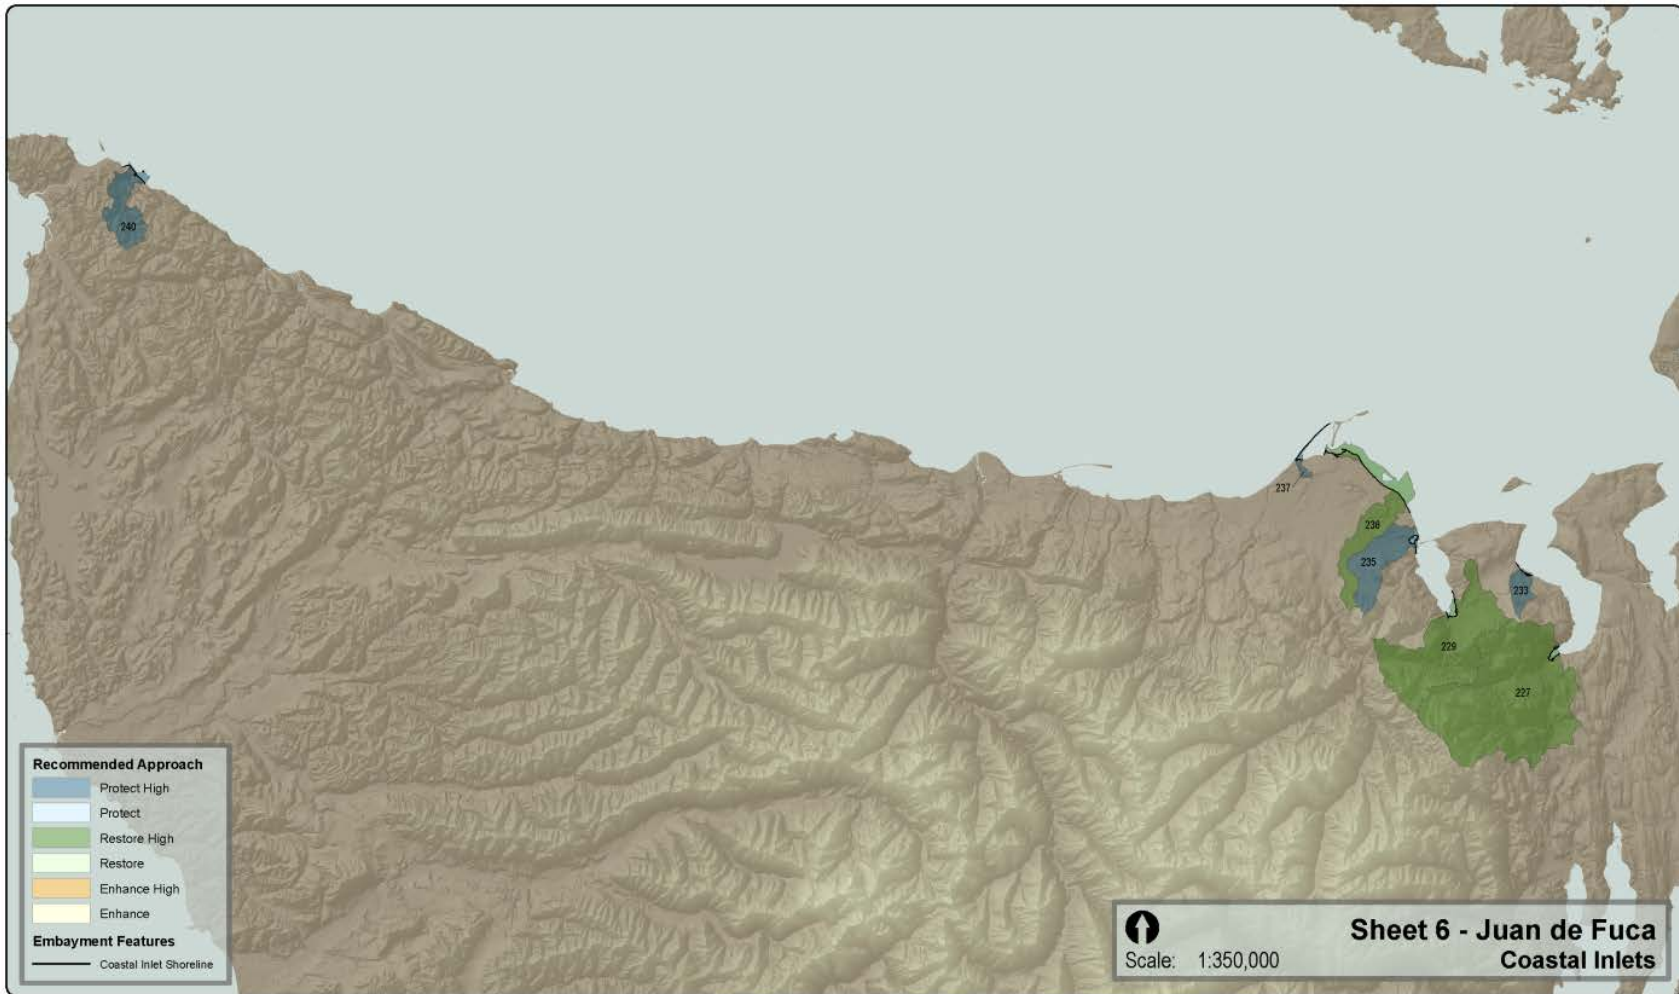 240
237
236
235
233
229
227
Recommended Approach
Protect High
Protect
Restore High
Restore
Enhance High
Enhance
Embayment Features
Coastal Inlet Shoreline
Sheet 6 - Juan de Fuca
Scale: 1:350,000 Coastal Inlets